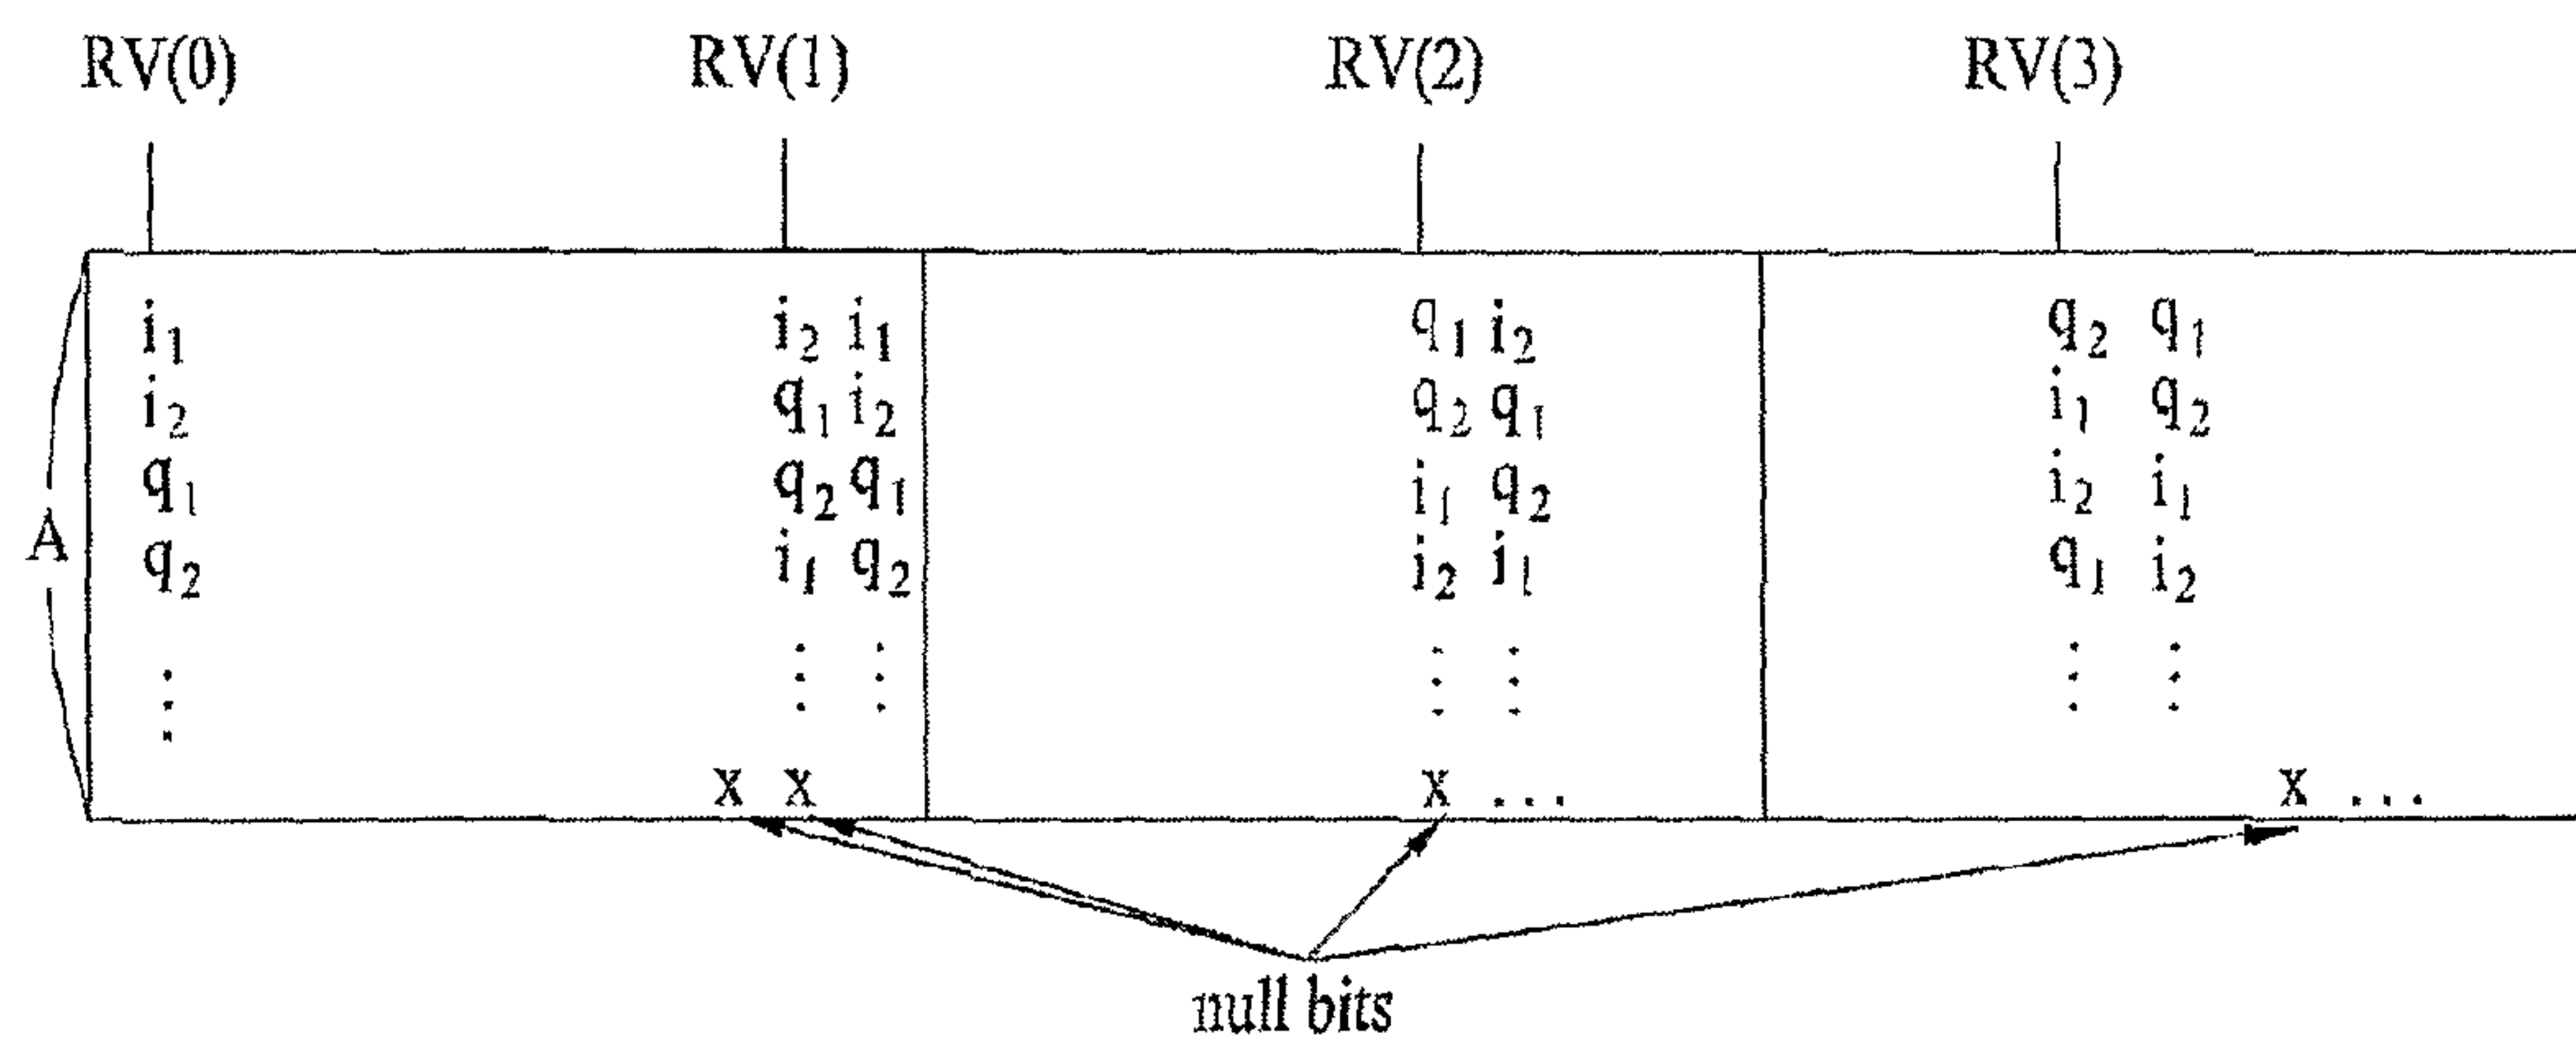 RV(0) RV(1) RV(2) RV(3)
i₁ i₂ i₁ q₁ i₂ q₂ q₁
i₂ q₁ i₂ q₂ q₁ i₁ q₂
q₁ q₂ q₁ i₁ q₂ i₂ i₁
A
q₂ i₁ q₂ i₂ i₁ q₁ i₂
⋮ ⋮ ⋮ ⋮ ⋮ ⋮ ⋮
x x x ... x ...
null bits